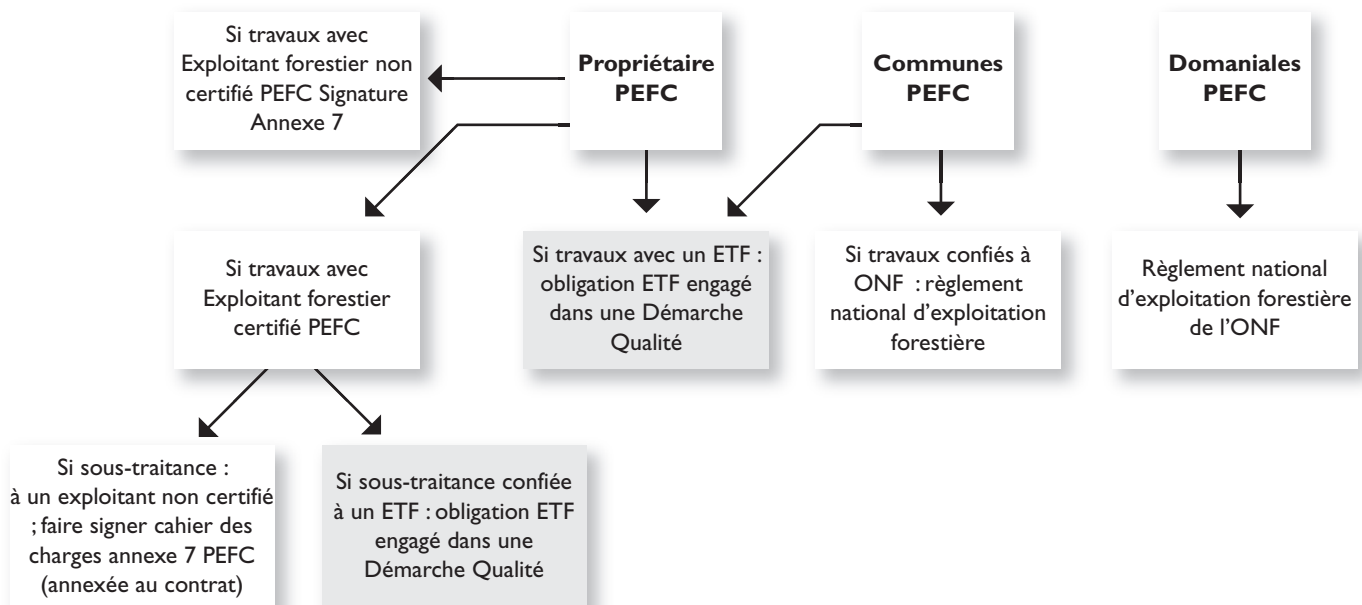 Si travaux avec
Exploitant forestier non
certifié PEFC Signature
Annexe 7
Propriétaire
PEFC
Communes
PEFC
Domaniales
PEFC
Si travaux avec
Exploitant forestier
certifié PEFC
Si travaux avec un ETF :
obligation ETF engagé
dans une Démarche
Qualité
Si travaux confiés à
ONF : règlement
national d'exploitation
forestière
Règlement national
d'exploitation forestière
de l'ONF
Si sous-traitance :
à un exploitant non certifié
; faire signer cahier des
charges annexe 7 PEFC
(annexée au contrat)
Si sous-traitance confiée
à un ETF : obligation ETF
engagé dans une
Démarche Qualité